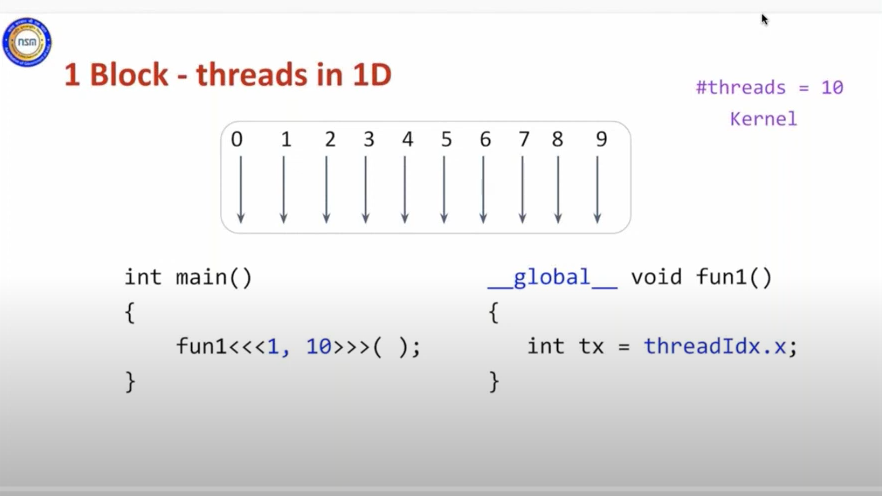 nsm
1 Block - threads in 1D
#threads = 10
Kernel
0 1 2 3 4 5 6 7 8 9
int main()
{
fun1<<<1, 10>>>( );
}
__global__ void fun1()
{
int tx = threadIdx.x;
}